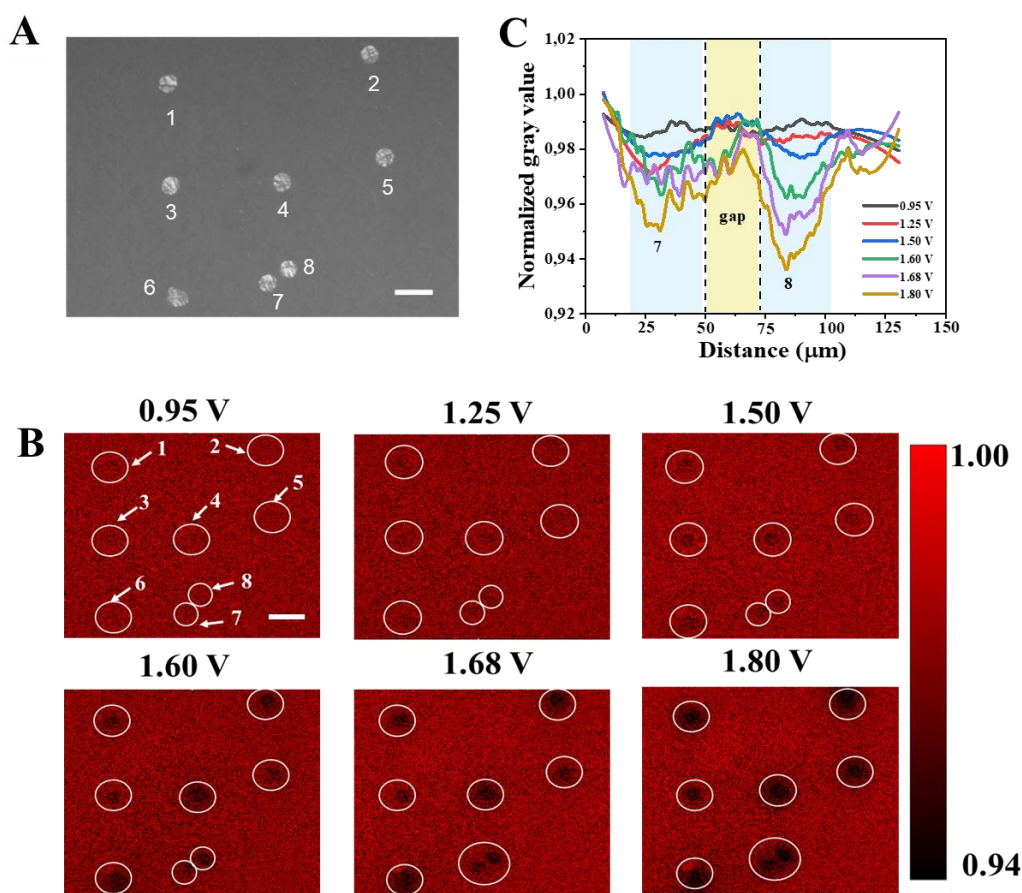 A
1
2
3
4
5
6
7
8
C
Normalized gray value
1,02
1,00
0,98
0,96
0,94
0,92
0
25
50
75
100
125
150
Distance (µm)
7
gap
8
0.95 V
1.25 V
1.50 V
1.60 V
1.68 V
1.80 V
B
0.95 V
1.25 V
1.50 V
1
2
3
4
5
6
7
8
1.60 V
1.68 V
1.80 V
1.00
0.94